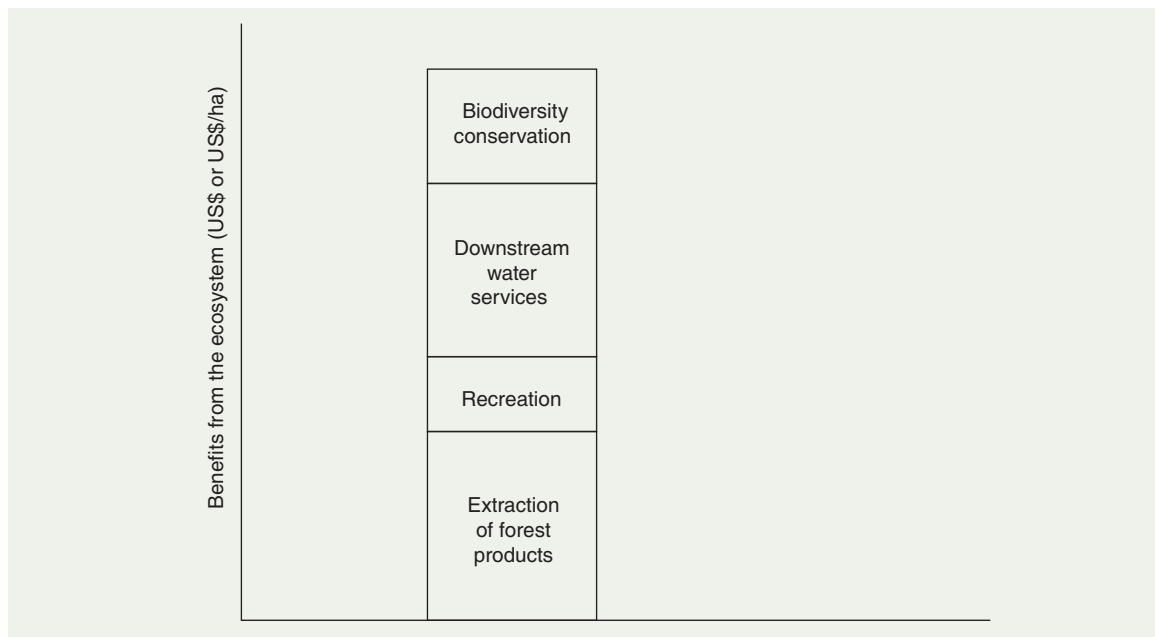 Benefits from the ecosystem (US$ or US$/ha)
Biodiversity
conservation
Downstream
water
services
Recreation
Extraction
of forest
products